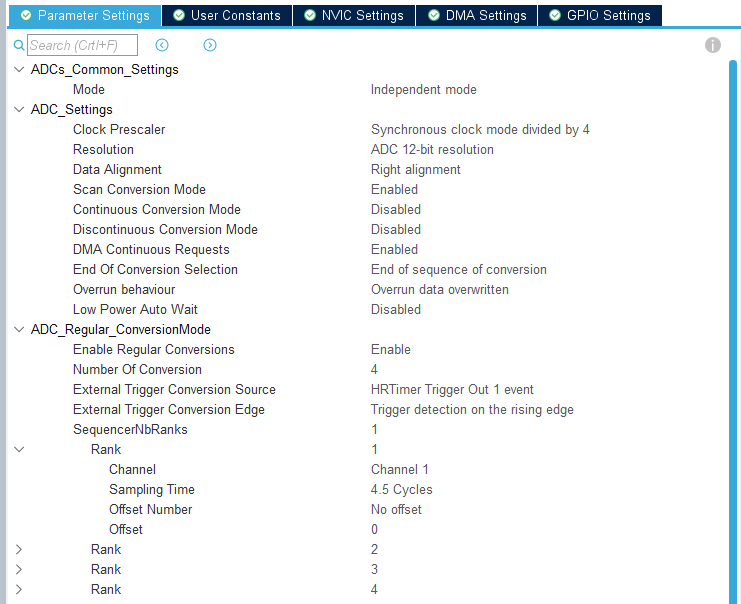 Parameter Settings User Constants NVIC Settings DMA Settings GPIO Settings
Search (Crtl+F)
ADCs_Common_Settings
Mode Independent mode
ADC_Settings
Clock Prescaler Synchronous clock mode divided by 4
Resolution ADC 12-bit resolution
Data Alignment Right alignment
Scan Conversion Mode Enabled
Continuous Conversion Mode Disabled
Discontinuous Conversion Mode Disabled
DMA Continuous Requests Enabled
End Of Conversion Selection End of sequence of conversion
Overrun behaviour Overrun data overwritten
Low Power Auto Wait Disabled
ADC_Regular_ConversionMode
Enable Regular Conversions Enable
Number Of Conversion 4
External Trigger Conversion Source HRTimer Trigger Out 1 event
External Trigger Conversion Edge Trigger detection on the rising edge
SequencerNbRanks 1
Rank 1
Channel Channel 1
Sampling Time 4.5 Cycles
Offset Number No offset
Offset 0
Rank 2
Rank 3
Rank 4